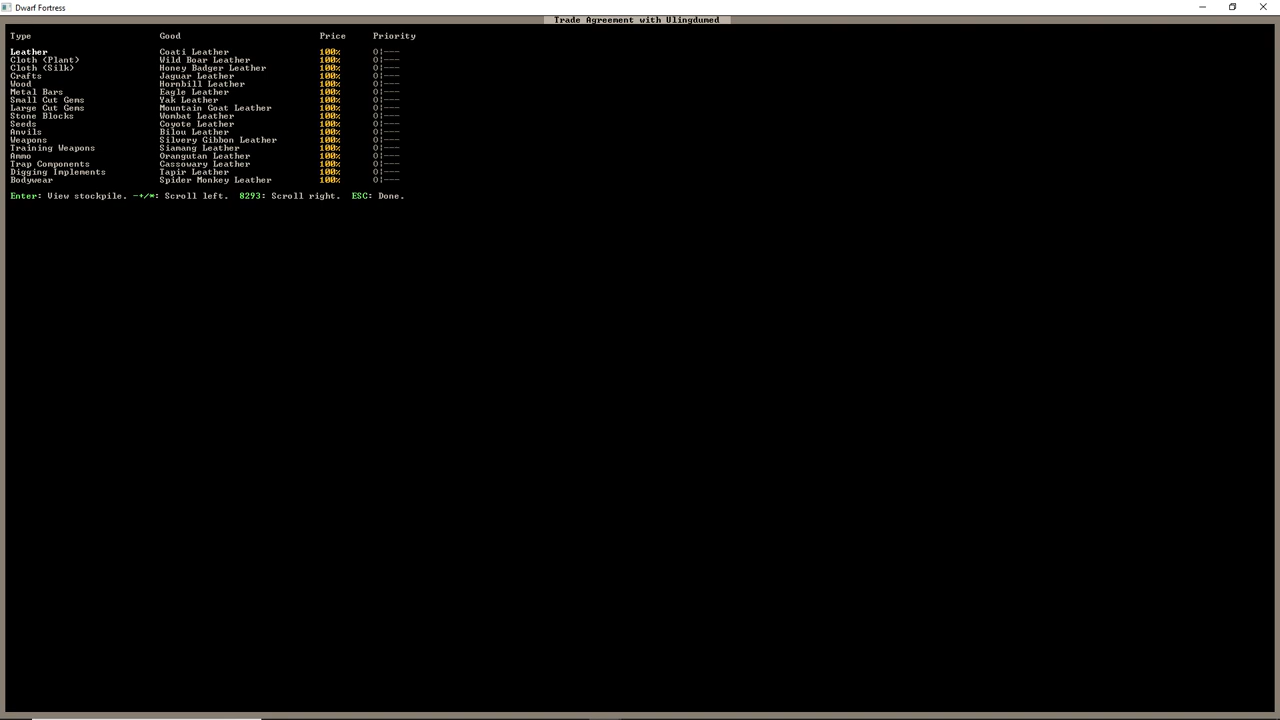 Dwarf Fortress
Trade Agreement with Ulingdumed
Type Good Price Priority
Leather Coati Leather 100% O¦---
Cloth (Plant) Wild Boar Leather 100% O¦---
Cloth (Silk) Honey Badger Leather 100% O¦---
Crafts Jaguar Leather 100% O¦---
Wood Hornbill Leather 100% O¦---
Metal Bars Eagle Leather 100% O¦---
Small Cut Gems Yak Leather 100% O¦---
Large Cut Gems Mountain Goat Leather 100% O¦---
Stone Blocks Wombat Leather 100% O¦---
Seeds Coyote Leather 100% O¦---
Anvils Bilou Leather 100% O¦---
Weapons Silvery Gibbon Leather 100% O¦---
Training Weapons Siamang Leather 100% O¦---
Ammo Orangutan Leather 100% O¦---
Trap Components Cassowary Leather 100% O¦---
Digging Implements Tapir Leather 100% O¦---
Bodywear Spider Monkey Leather 100% O¦---
Enter: View stockpile. -+/*: Scroll left. 8293: Scroll right. ESC: Done.